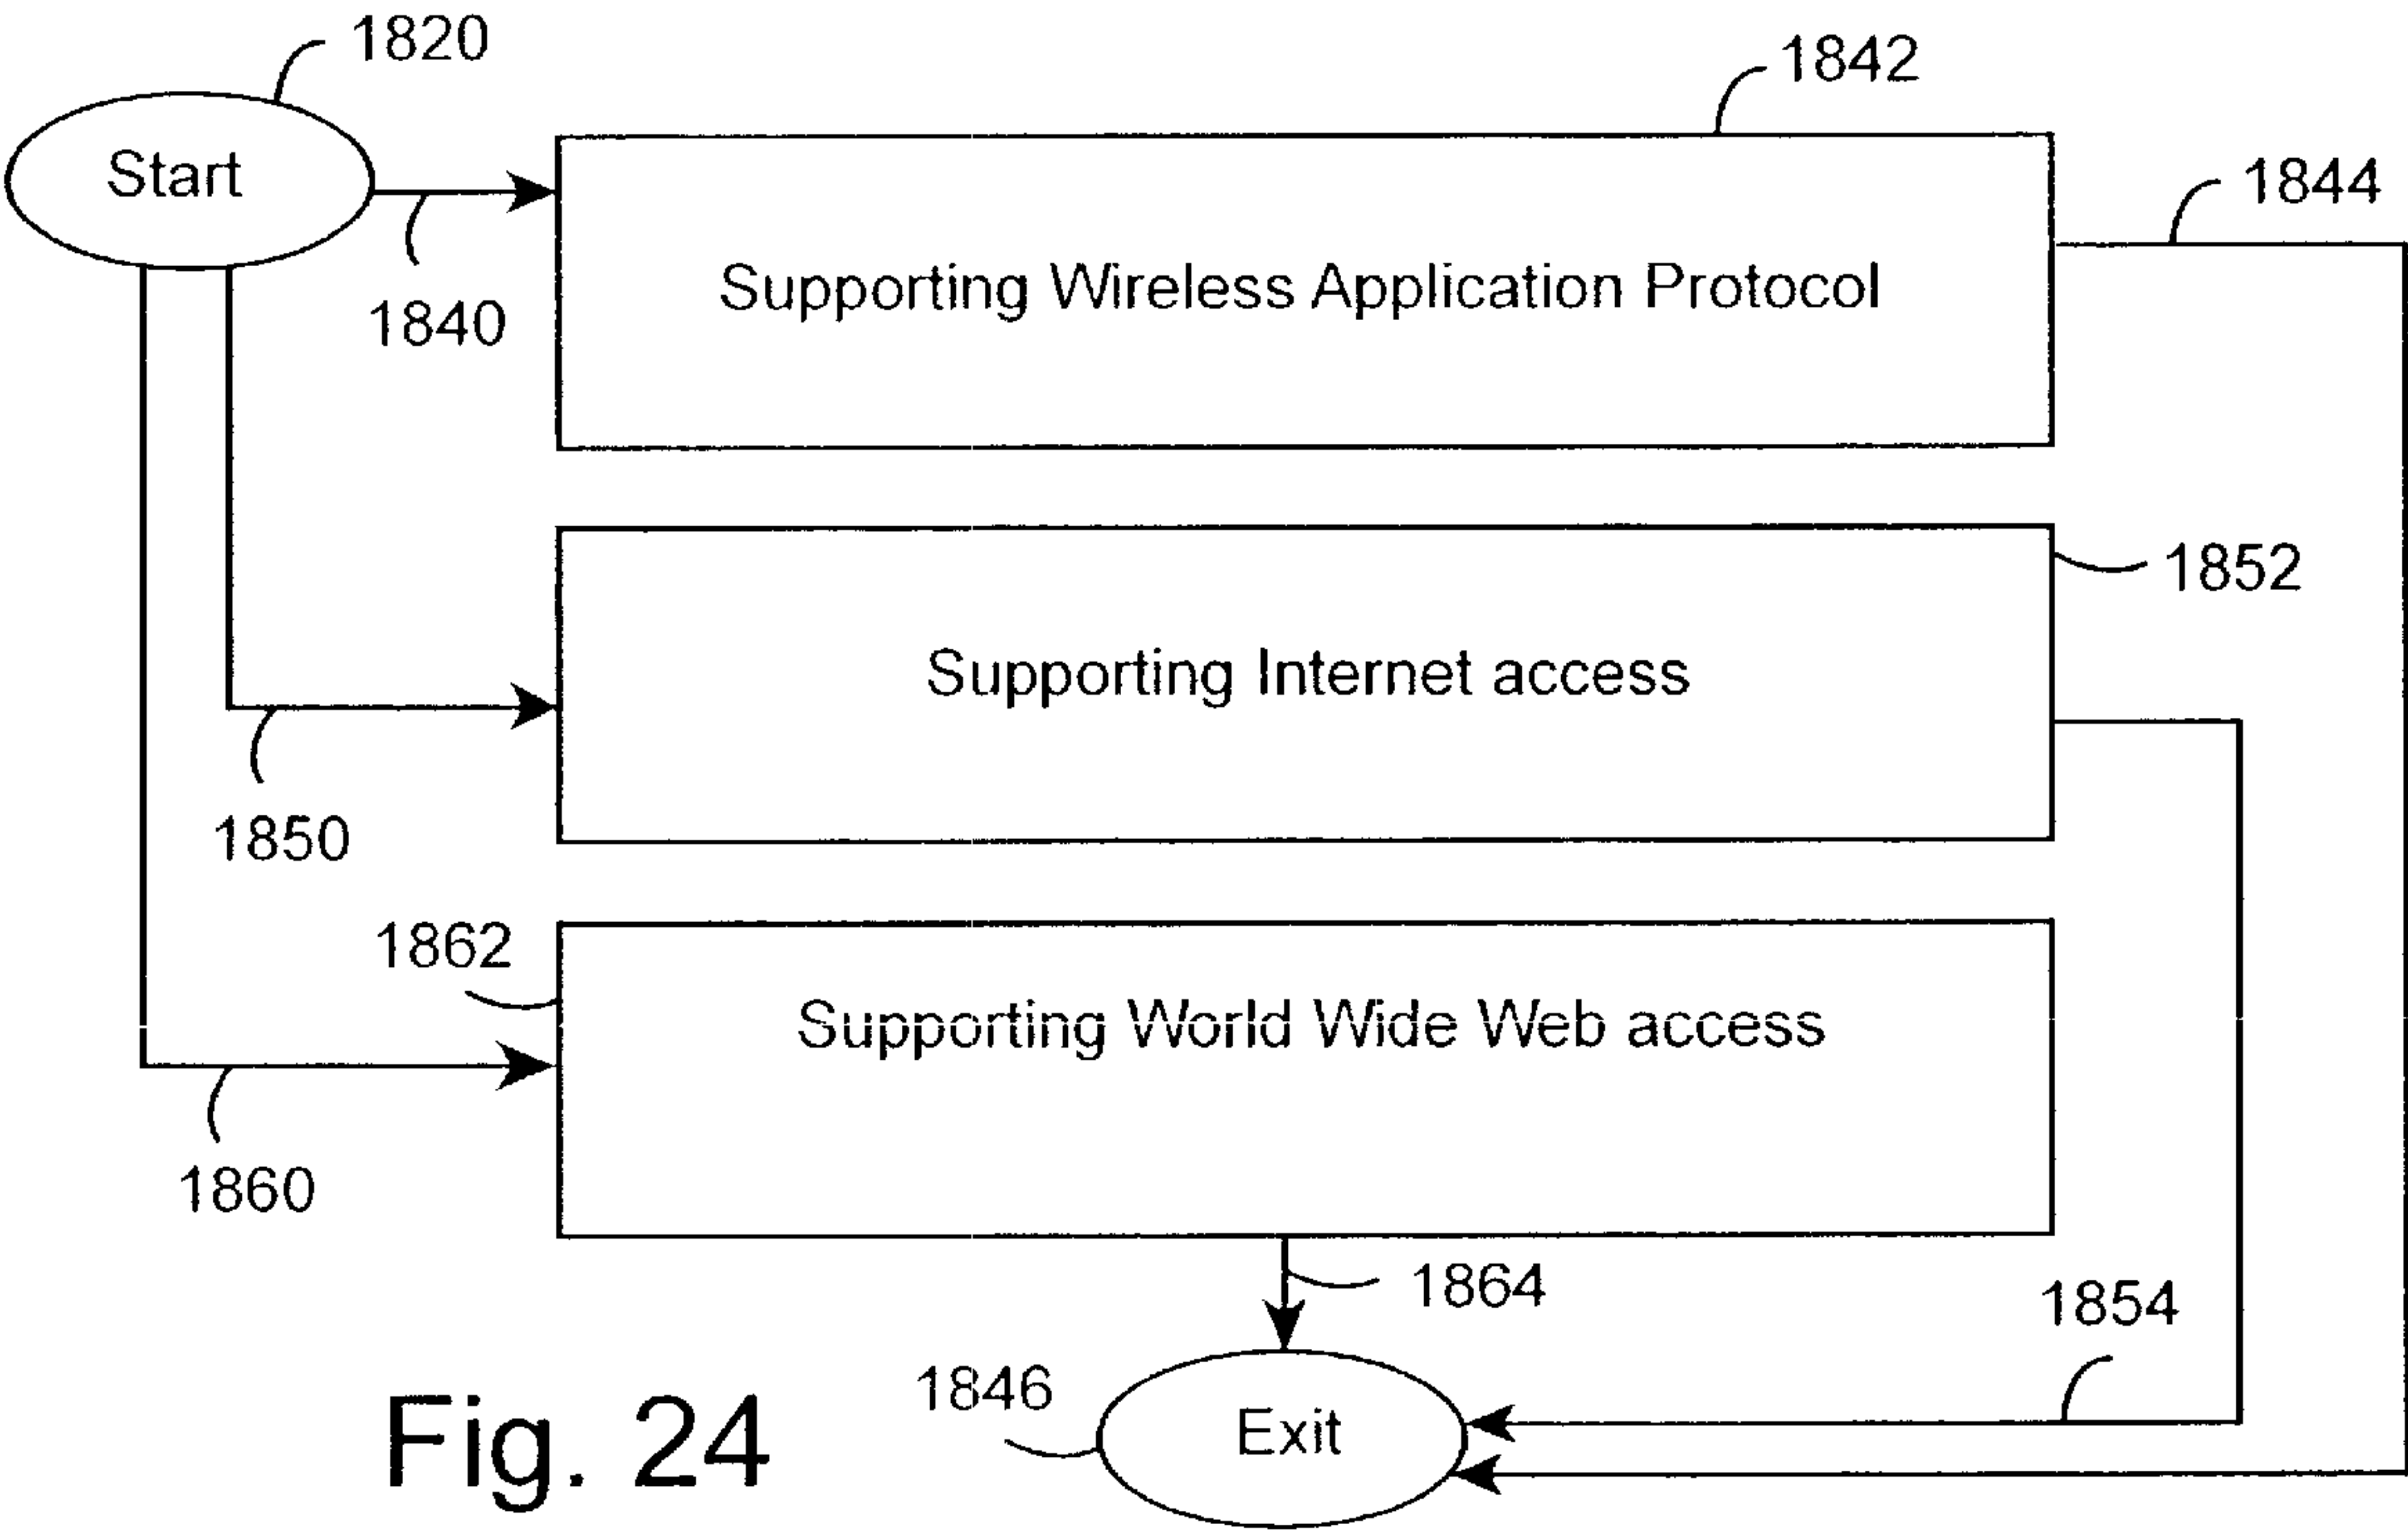 1820
1842
Start
1844
1840
Supporting Wireless Application Protocol
1852
Supporting Internet access
1850
1862
Supporting World Wide Web access
1860
1864
1854
1846
Exit
Fig. 24